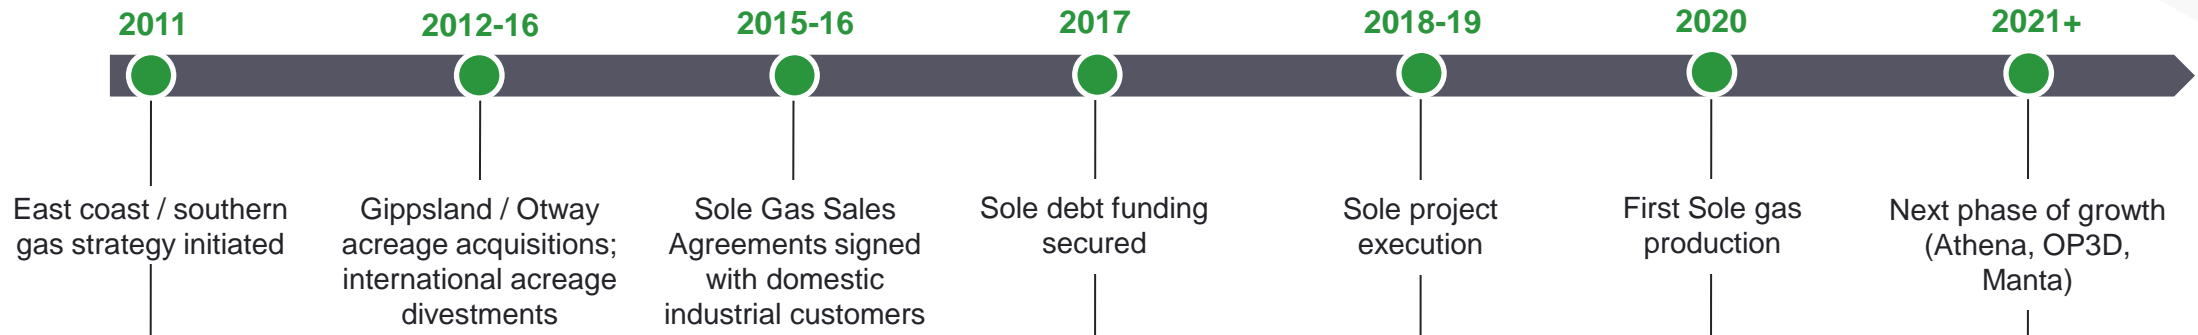 2011
2012-16
2015-16
2017
2018-19
2020
2021+
East coast / southern
gas strategy initiated
Gippsland / Otway
acreage acquisitions;
international acreage
divestments
Sole Gas Sales
Agreements signed
with domestic
industrial customers
Sole debt funding
secured
Sole project
execution
First Sole gas
production
Next phase of growth
(Athena, OP3D,
Manta)